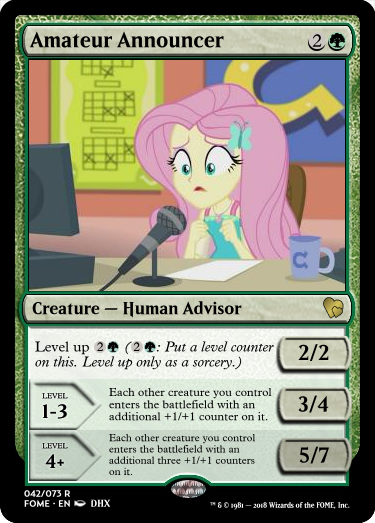 Amateur Announcer 2
Creature — Human Advisor
Level up 2 (2 : Put a level counter
on this. Level up only as a sorcery.)
2/2
LEVEL
1-3
Each other creature you control
enters the battlefield with an
additional +1/+1 counter on it.
3/4
LEVEL
4+
Each other creature you control
enters the battlefield with an
additional three +1/+1 counters
on it.
5/7
042/073 R
FOME • EN DHX
™ & © 1981 — 2018 Wizards of the FOME, Inc.